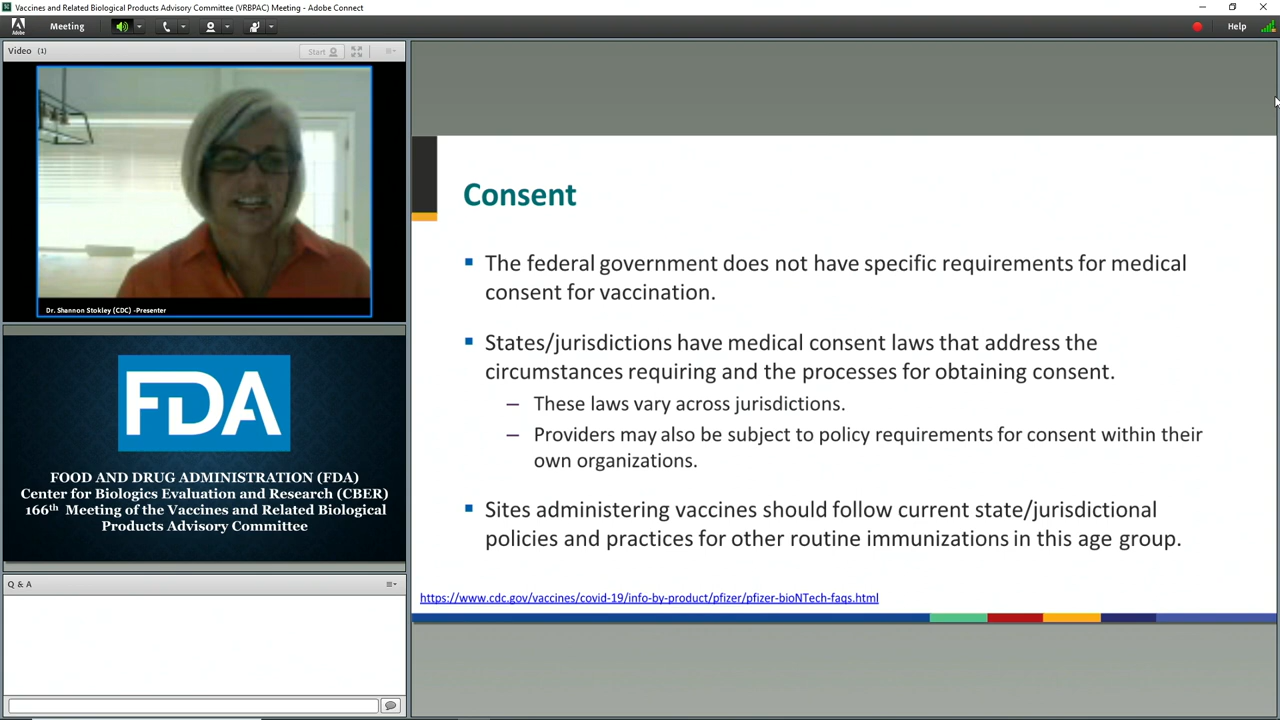 Vaccines and Related Biological Products Advisory Committee (VRBPAC) Meeting - Adobe Connect
Meeting
Help
Video (1)
Start
Dr. Shannon Stokley (CDC) -Presenter
FDA
FOOD AND DRUG ADMINISTRATION (FDA)
Center for Biologics Evaluation and Research (CBER)
166th Meeting of the Vaccines and Related Biological
Products Advisory Committee
Q & A
Consent
The federal government does not have specific requirements for medical
consent for vaccination.
States/jurisdictions have medical consent laws that address the
circumstances requiring and the processes for obtaining consent.
– These laws vary across jurisdictions.
– Providers may also be subject to policy requirements for consent within their
own organizations.
Sites administering vaccines should follow current state/jurisdictional
policies and practices for other routine immunizations in this age group.
https://www.cdc.gov/vaccines/covid-19/info-by-product/pfizer/pfizer-bioNTech-faqs.html